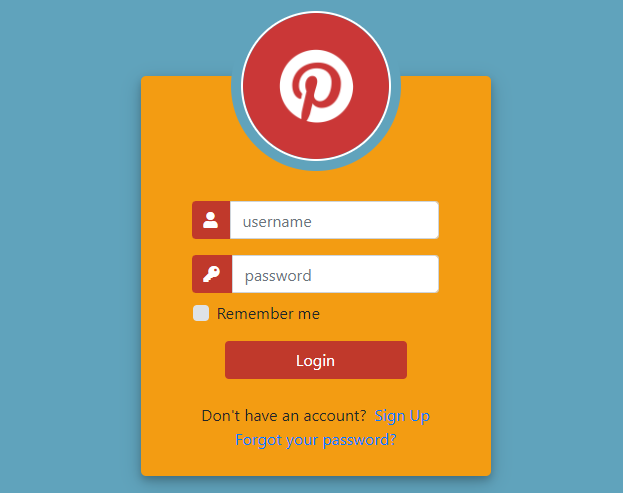 username
password
Remember me
Login
Don't have an account? Sign Up
Forgot your password?